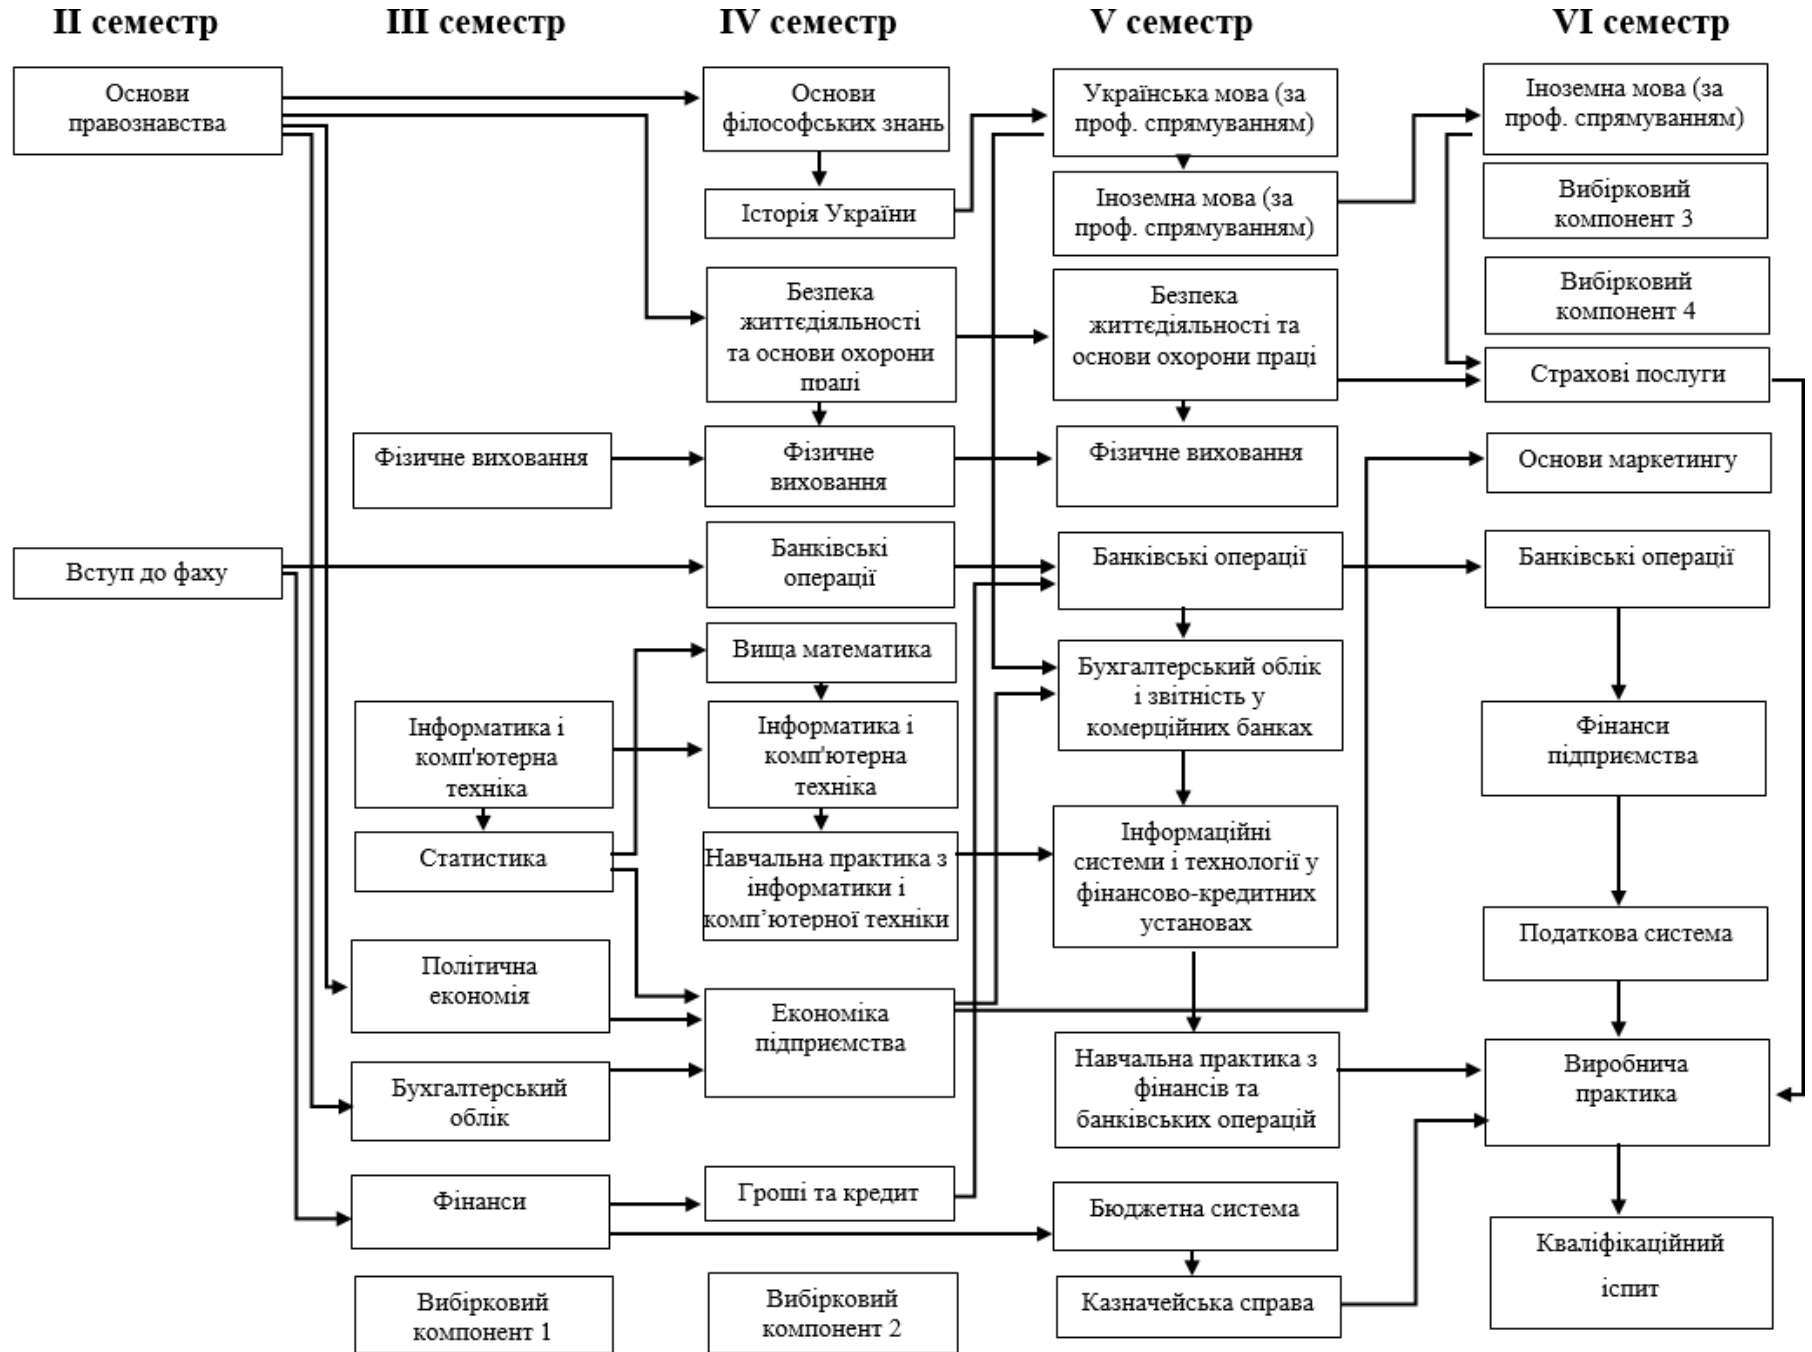 II семестр
III семестр
IV семестр
V семестр
VI семестр
Основи
правознавства
Вступ до фаху
Фізичне виховання
Інформатика і
комп'ютерна
техніка
Статистика
Політична
економія
Бухгалтерський
облік
Фінанси
Вибірковий
компонент 1
Основи
філософських знань
Історія України
Безпека
життєдіяльності
та основи охорони
праці
Фізичне
виховання
Банківські
операції
Вища математика
Інформатика і
комп'ютерна
техніка
Навчальна практика з
інформатики і
комп’ютерної техніки
Економіка
підприємства
Гроші та кредит
Вибірковий
компонент 2
Українська мова (за
проф. спрямуванням)
Іноземна мова (за
проф. спрямуванням)
Безпека
життєдіяльності та
основи охорони праці
Фізичне виховання
Банківські операції
Бухгалтерський облік
і звітність у
комерційних банках
Інформаційні
системи і технології у
фінансово-кредитних
установах
Навчальна практика з
фінансів та
банківських операцій
Бюджетна система
Казначейська справа
Іноземна мова (за
проф. спрямуванням)
Вибірковий
компонент 3
Вибірковий
компонент 4
Страхові послуги
Основи маркетингу
Банківські операції
Фінанси
підприємства
Податкова система
Виробнича
практика
Кваліфікаційний
іспит